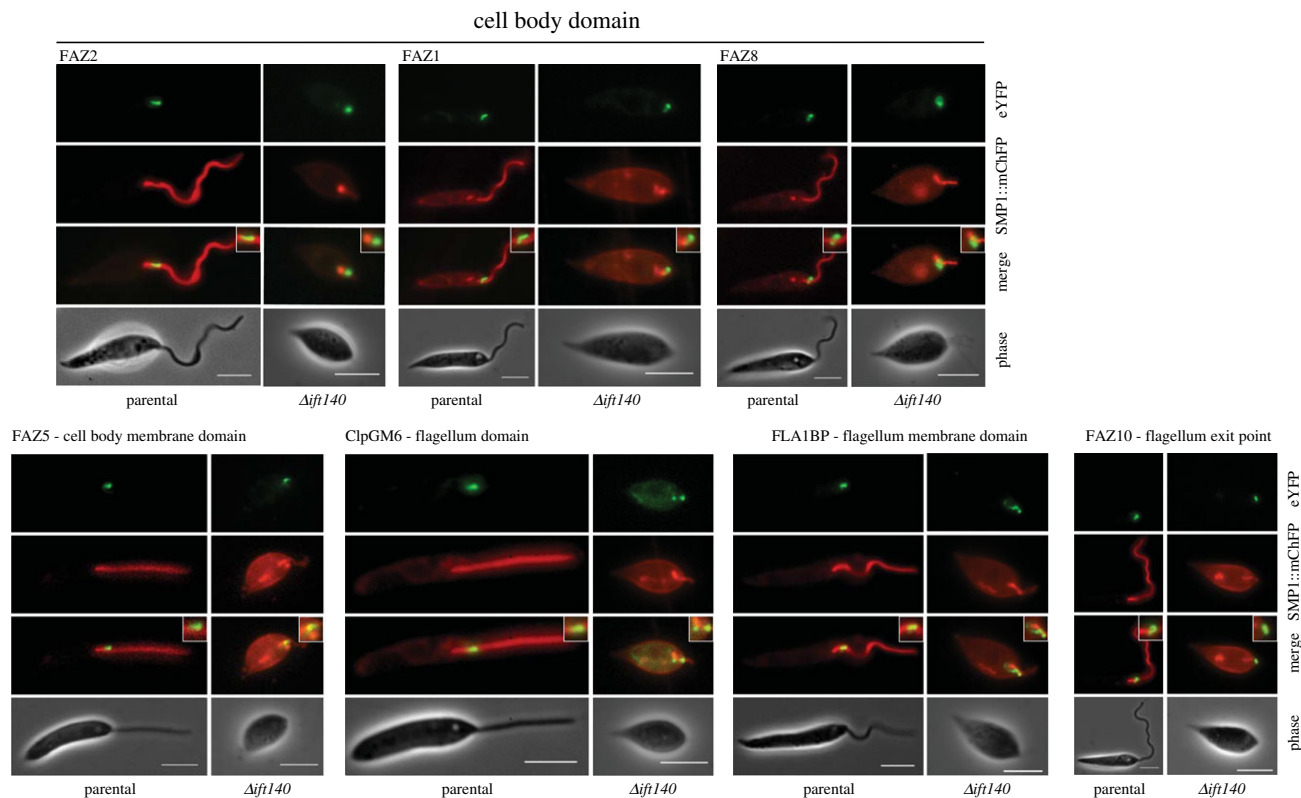 cell body domain
FAZ2
FAZ1
FAZ8
eYFP
SMP1::mChFP
merge
phase
parental
Δift140
parental
Δift140
parental
Δift140
FAZ5 - cell body membrane domain
ClpGM6 - flagellum domain
FLA1BP - flagellum membrane domain
FAZ10 - flagellum exit point
eYFP
SMP1::mChFP
merge
phase
parental
Δift140
parental
Δift140
parental
Δift140
parental
Δift140